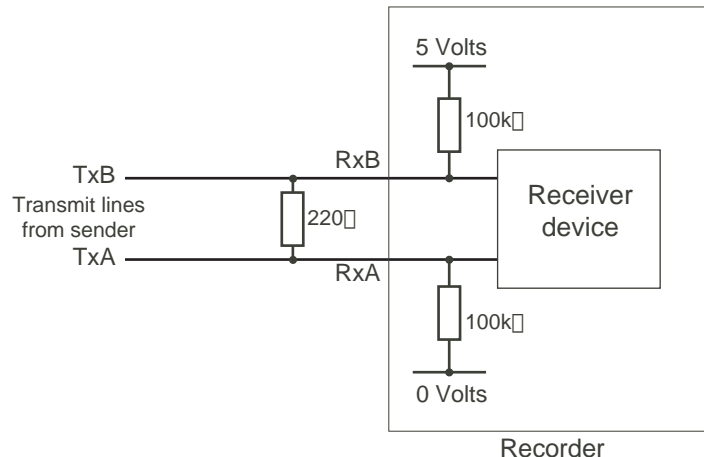 5 Volts
100k▯
RxB
TxB
Transmit lines
from sender
220▯
TxA
RxA
Receiver
device
100k▯
0 Volts
Recorder